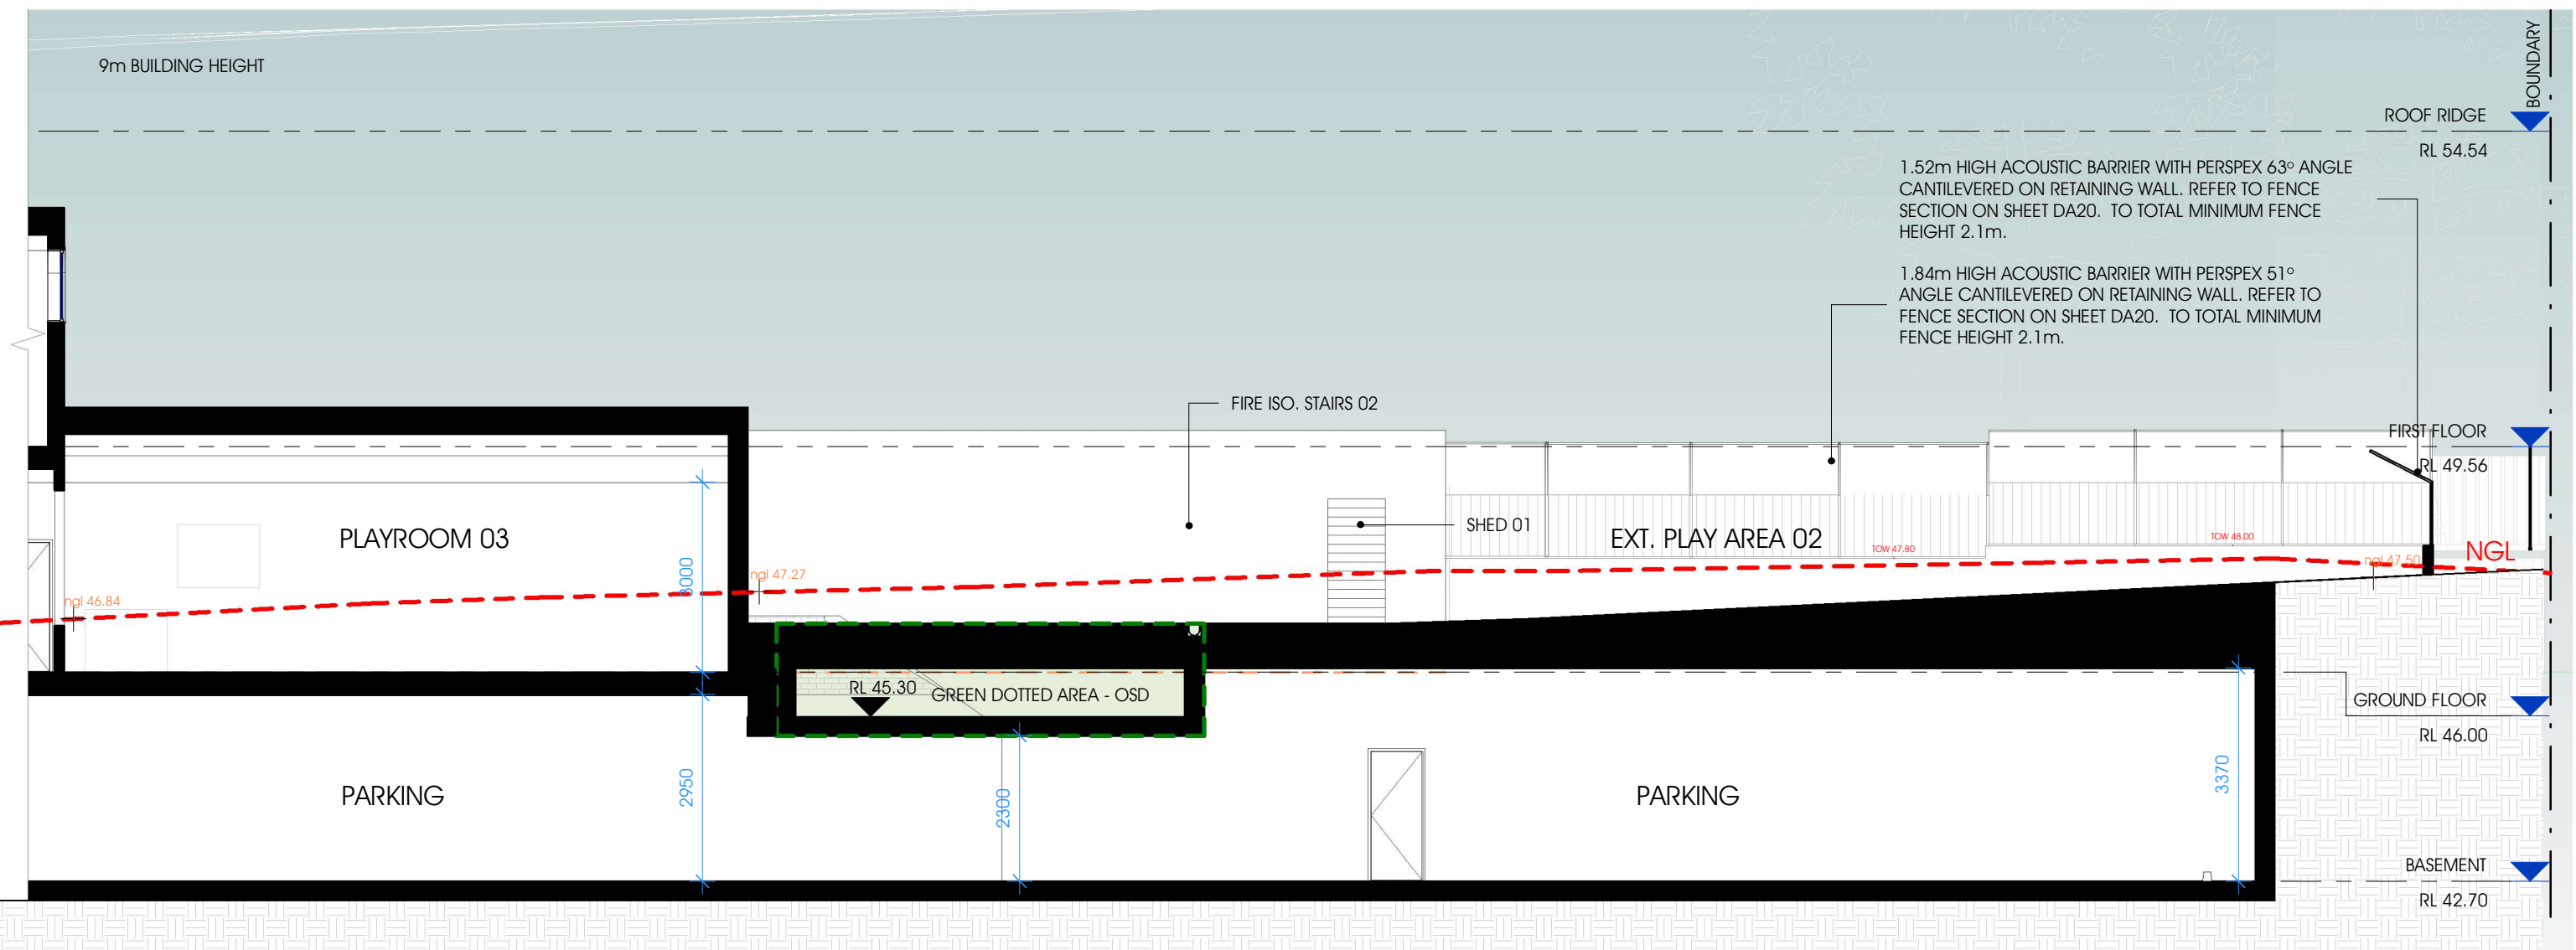 9m BUILDING HEIGHT
BOUNDARY
ROOF RIDGE
RL 54.54
1.52m HIGH ACOUSTIC BARRIER WITH PERSPEX 63º ANGLE
CANTILEVERED ON RETAINING WALL. REFER TO FENCE
SECTION ON SHEET DA20.  TO TOTAL MINIMUM FENCE
HEIGHT 2.1m.
1.84m HIGH ACOUSTIC BARRIER WITH PERSPEX 51º
ANGLE CANTILEVERED ON RETAINING WALL. REFER TO
FENCE SECTION ON SHEET DA20.  TO TOTAL MINIMUM
FENCE HEIGHT 2.1m.
FIRE ISO. STAIRS 02
FIRST FLOOR
RL 49.56
SHED 01
PLAYROOM 03
EXT. PLAY AREA 02
TOW 47.80
TOW 48.00
NGL
ngl 47.50
ngl 47.27
3000
ngl 46.84
RL 45.30
GREEN DOTTED AREA - OSD
GROUND FLOOR
RL 46.00
2950
2300
3370
PARKING
PARKING
BASEMENT
RL 42.70